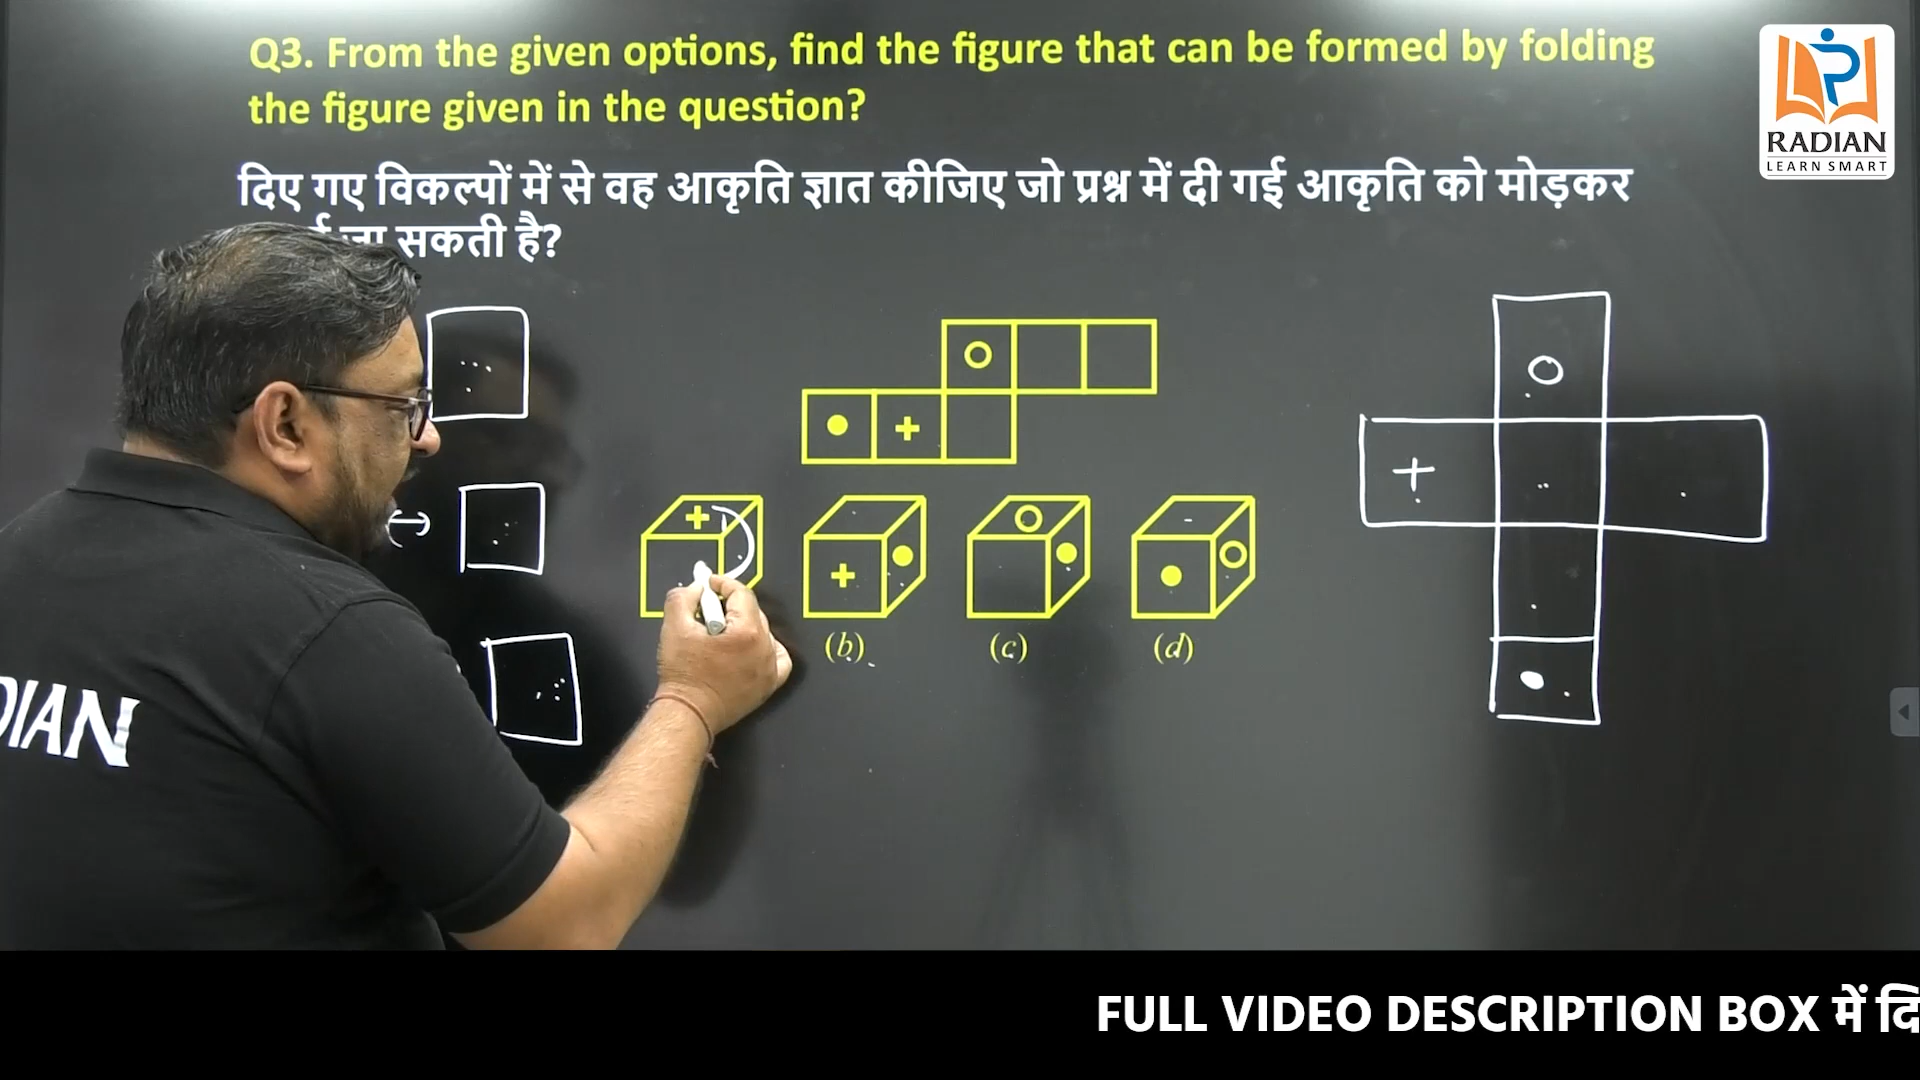 Q3. From the given options, find the figure that can be formed by folding
the figure given in the question?
RADIAN
LEARN SMART
दिए गए विकल्पों में से वह आकृति ज्ञात कीजिए जो प्रश्न में दी गई आकृति को मोड़कर
जा सकती है?
(b)
(c)
(d)
DIAN
FULL VIDEO DESCRIPTION BOX में दि